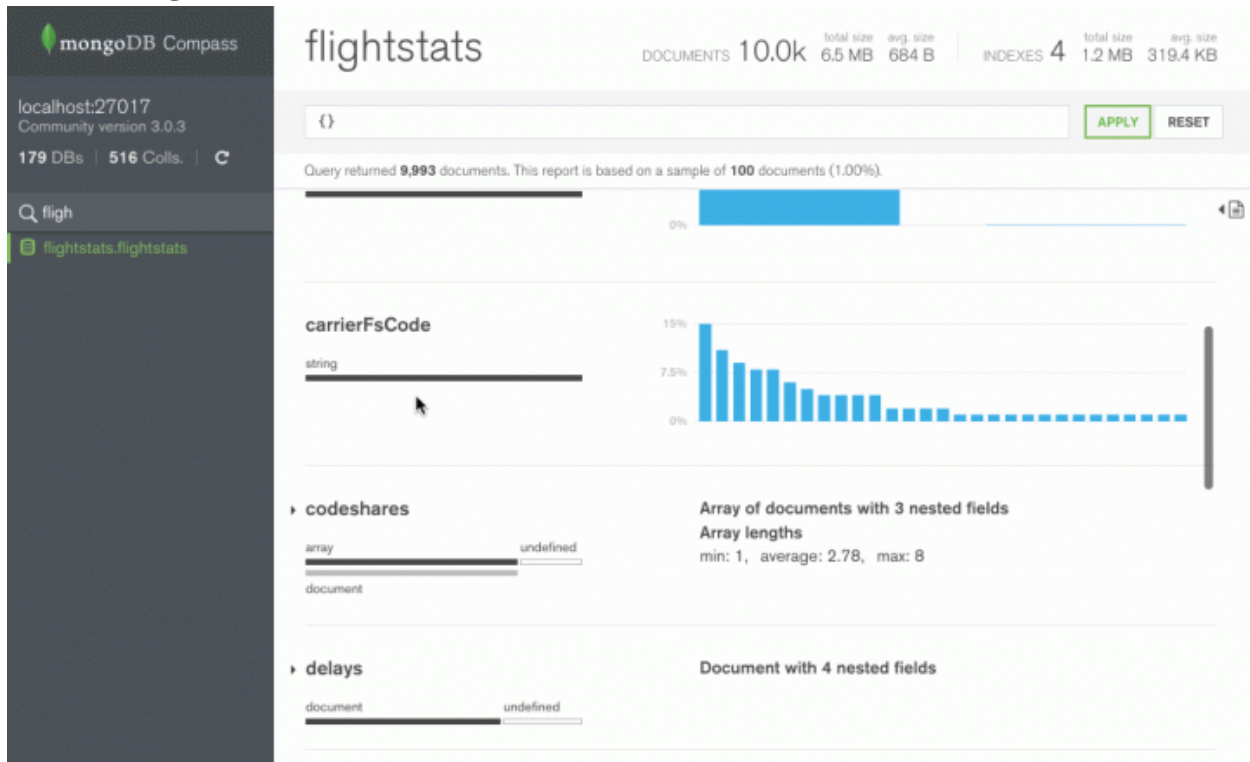 mongoDB Compass
flightstats
DOCUMENTS 10.0k total size 6.5 MB avg. size 684 B INDEXES 4 total size 1.2 MB avg. size 319.4 KB
localhost:27017
Community version 3.0.3
179 DBs | 516 Colls. |
{}
APPLY RESET
Query returned 9,993 documents. This report is based on a sample of 100 documents (1.00%).
fligh
flightstats.flightstats
0%
carrierFsCode
string
15%
7.5%
0%
codeshares
array undefined
document
Array of documents with 3 nested fields
Array lengths
min: 1, average: 2.78, max: 8
delays
document undefined
Document with 4 nested fields